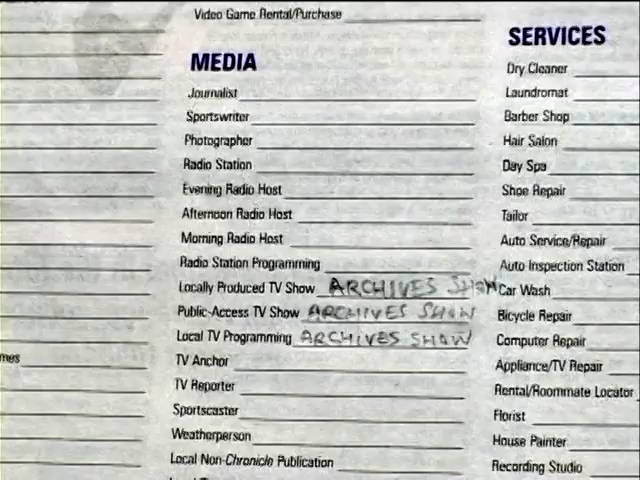 Video Game Rental/Purchase
MEDIA
Journalist
Sportswriter
Photographer
Radio Station
Evening Radio Host
Afternoon Radio Host
Morning Radio Host
Radio Station Programming
Locally Produced TV Show ARCHIVES SHOW
Public-Access TV Show ARCHIVES SHOW
Local TV Programming ARCHIVES SHOW
TV Anchor
TV Reporter
Sportscaster
Weatherperson
Local Non-Chronicle Publication
SERVICES
Dry Cleaner
Laundromat
Barber Shop
Hair Salon
Day Spa
Shoe Repair
Tailor
Auto Service/Repair
Auto Inspection Station
Car Wash
Bicycle Repair
Computer Repair
Appliance/TV Repair
Rental/Roommate Locator
Florist
House Painter
Recording Studio